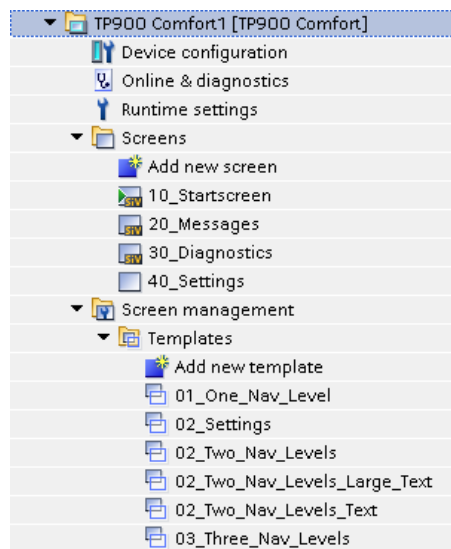 TP900 Comfort1 [TP900 Comfort]
Device configuration
Online & diagnostics
Runtime settings
Screens
Add new screen
10_Startscreen
20_Messages
30_Diagnostics
40_Settings
Screen management
Templates
Add new template
01_One_Nav_Level
02_Settings
02_Two_Nav_Levels
02_Two_Nav_Levels_Large_Text
02_Two_Nav_Levels_Text
03_Three_Nav_Levels